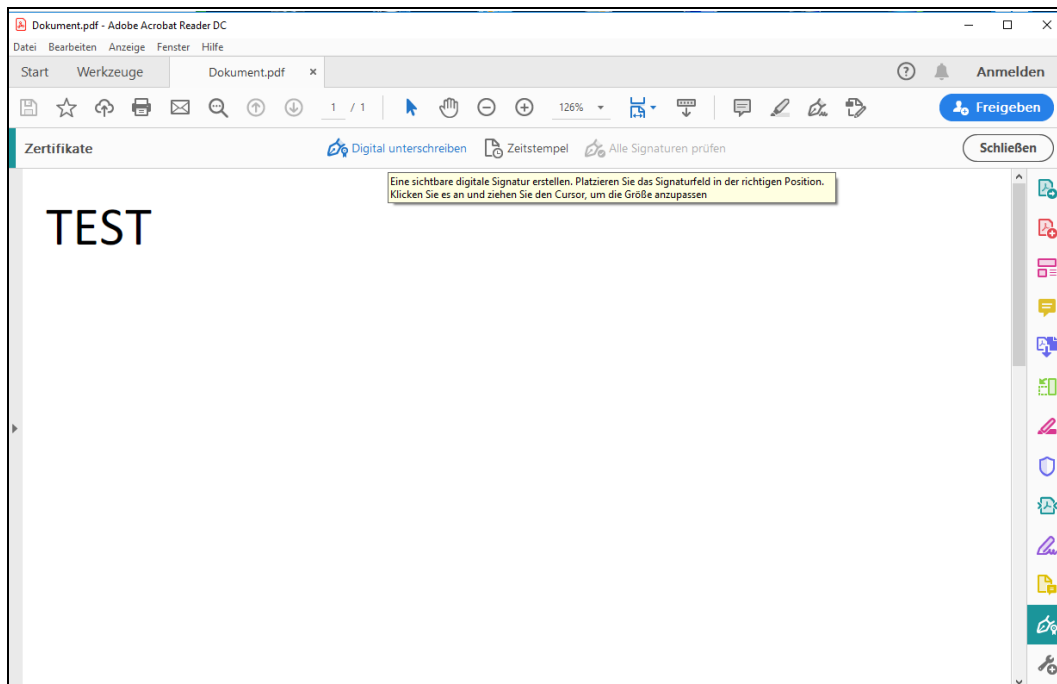 Dokument.pdf - Adobe Acrobat Reader DC
Datei Bearbeiten Anzeige Fenster Hilfe
Start Werkzeuge Dokument.pdf × Anmelden
1 / 1 126% Freigeben
Zertifikate Digital unterschreiben Zeitstempel Alle Signaturen prüfen Schließen
Eine sichtbare digitale Signatur erstellen. Platzieren Sie das Signaturfeld in der richtigen Position.
Klicken Sie es an und ziehen Sie den Cursor, um die Größe anzupassen
TEST